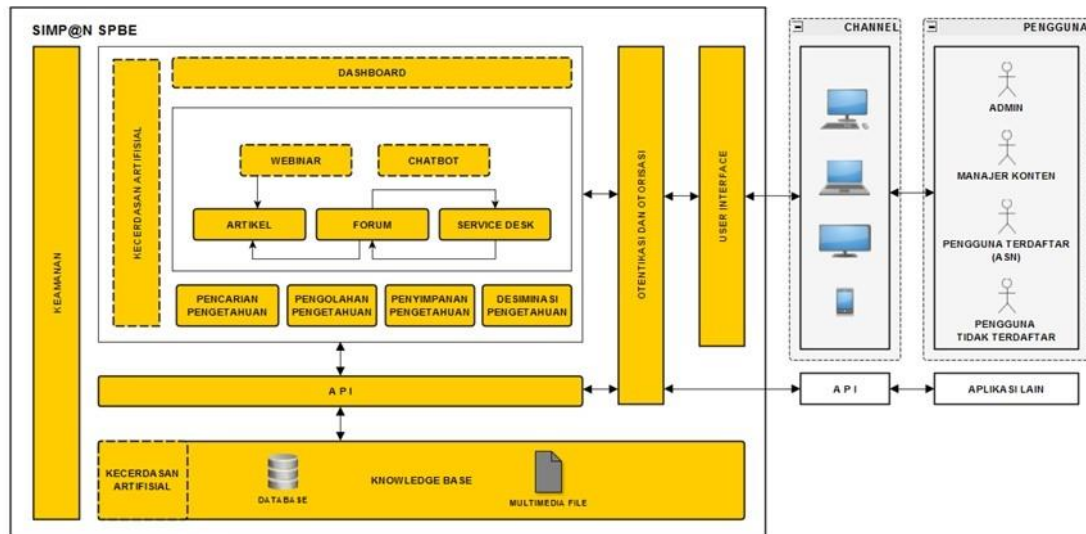 SIMP@N SPBE
KEAMANAN
KECERDASAN ARTIFISIAL
DASHBOARD
WEBINAR
CHATBOT
ARTIKEL
FORUM
SERVICE DESK
PENCARIAN
PENGETAHUAN
PENGOLAHAN
PENGETAHUAN
PENYIMPANAN
PENGETAHUAN
DESIMINASI
PENGETAHUAN
API
KECERDASAN
ARTIFISIAL
DATABASE
KNOWLEDGE BASE
MULTIMEDIA FILE
OTENTIKASI DAN OTORISASI
USER INTERFACE
CHANNEL
PENGGUNA
ADMIN
MANAJER KONTEN
PENGGUNA TERDAFTAR
(ASN)
PENGGUNA
TIDAK TERDAFTAR
API
APLIKASI LAIN